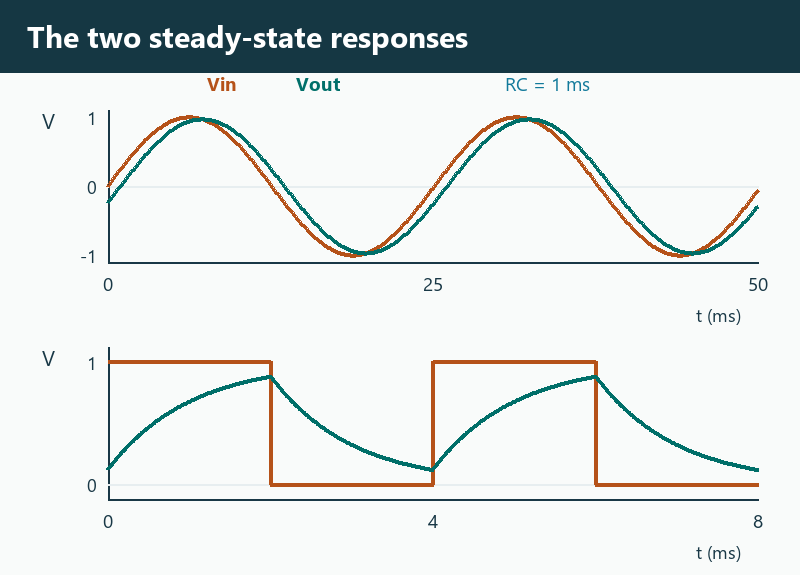 The two steady-state responses
Vin Vout RC = 1 ms
V
1
0
-1
0 25 50
t (ms)
V
1
0
0 4 8
t (ms)